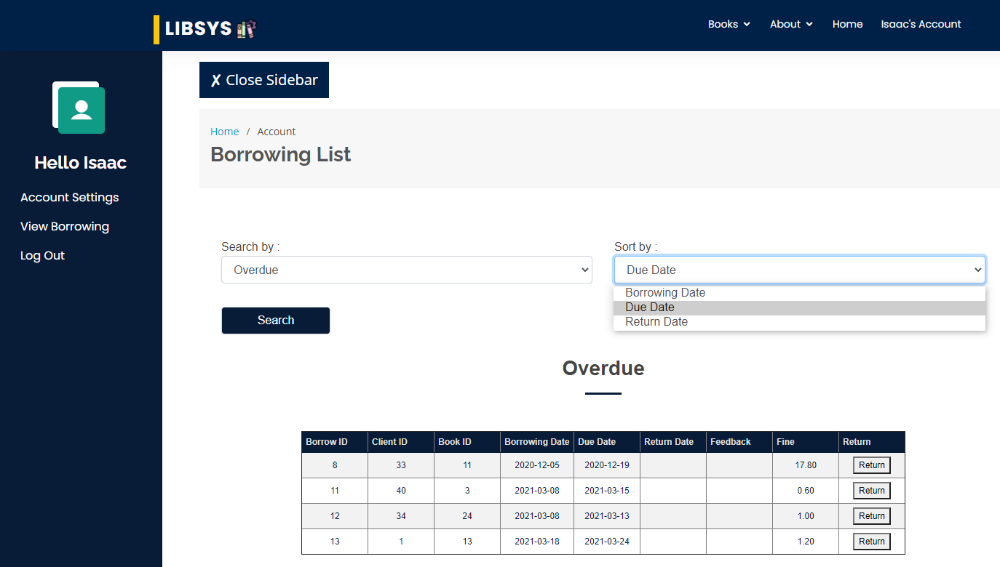 LIBSYS
Books About Home Isaac's Account
✗ Close Sidebar
Hello Isaac
Account Settings
View Borrowing
Log Out
Home / Account
Borrowing List
Search by :
Overdue
Sort by :
Due Date
Borrowing Date
Due Date
Return Date
Search
Overdue
Borrow ID Client ID Book ID Borrowing Date Due Date Return Date Feedback Fine Return
8 33 11 2020-12-05 2020-12-19 17.80 Return
11 40 3 2021-03-08 2021-03-15 0.60 Return
12 34 24 2021-03-08 2021-03-13 1.00 Return
13 1 13 2021-03-18 2021-03-24 1.20 Return